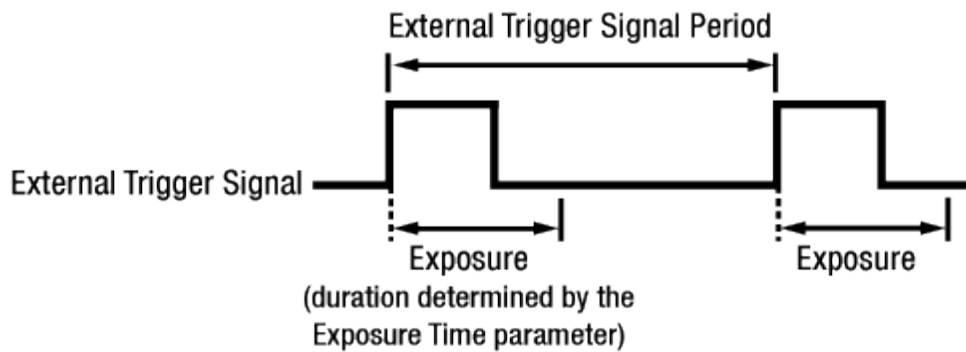 External Trigger Signal Period
External Trigger Signal
Exposure
(duration determined by the
Exposure Time parameter)
Exposure